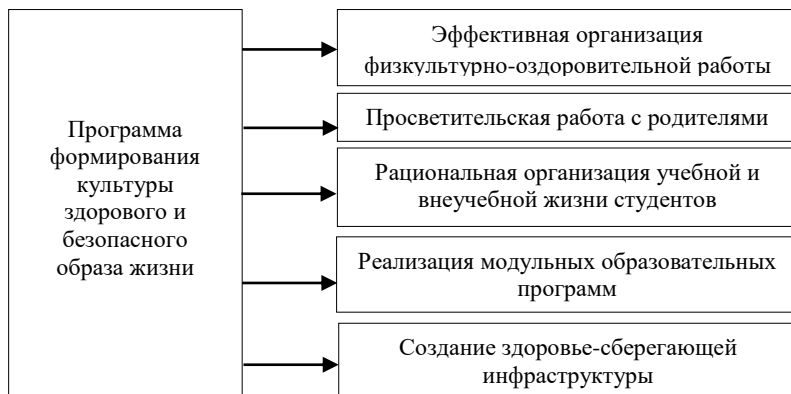 Программа
формирования
культуры
здорового и
безопасного
образа жизни
Эффективная организация
физкультурно-оздоровительной работы
Просветительская работа с родителями
Рациональная организация учебной и
внеучебной жизни студентов
Реализация модульных образовательных
программ
Создание здоровье-сберегающей
инфраструктуры